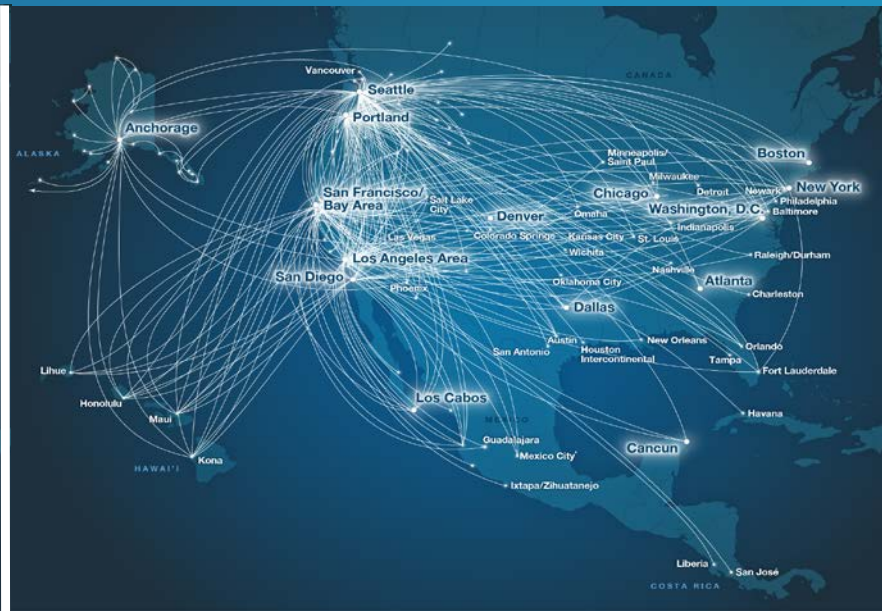 CANADA
Vancouver
Seattle
Portland
Anchorage
ALASKA
Minneapolis/
Saint Paul
Boston
Milwaukee
Chicago
Detroit
Newark
New York
Philadelphia
Washington, D.C.
Baltimore
San Francisco/
Bay Area
Salt Lake
City
Denver
Omaha
Indianapolis
Las Vegas
Colorado Springs
Kansas City
St. Louis
Wichita
Los Angeles Area
San Diego
Phoenix
Raleigh/Durham
Nashville
Oklahoma City
Atlanta
Charleston
Dallas
Austin
San Antonio
Houston
Intercontinental
New Orleans
Orlando
Tampa
Fort Lauderdale
Lihue
Honolulu
Maui
Kona
HAWAI'I
Los Cabos
MEXICO
Guadalajara
Mexico City*
Ixtapa/Zihuatanejo
Cancun
Havana
Liberia
San José
COSTA RICA